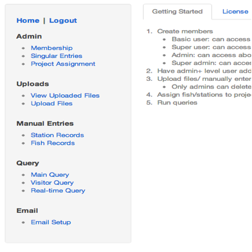 Home | Logout
Admin
Membership
Singular Entries
Project Assignment
Uploads
View Uploaded Files
Upload Files
Manual Entries
Station Records
Fish Records
Query
Main Query
Visitor Query
Real-time Query
Email
Email Setup
Getting Started License
1. Create members
Basic user: can access
Super user: can access
Admin: can access abo
Super admin: can acce
2. Have admin+ level user add
3. Upload files/ manually enter
Only admins can delete
4. Assign fish/stations to proje
5. Run queries